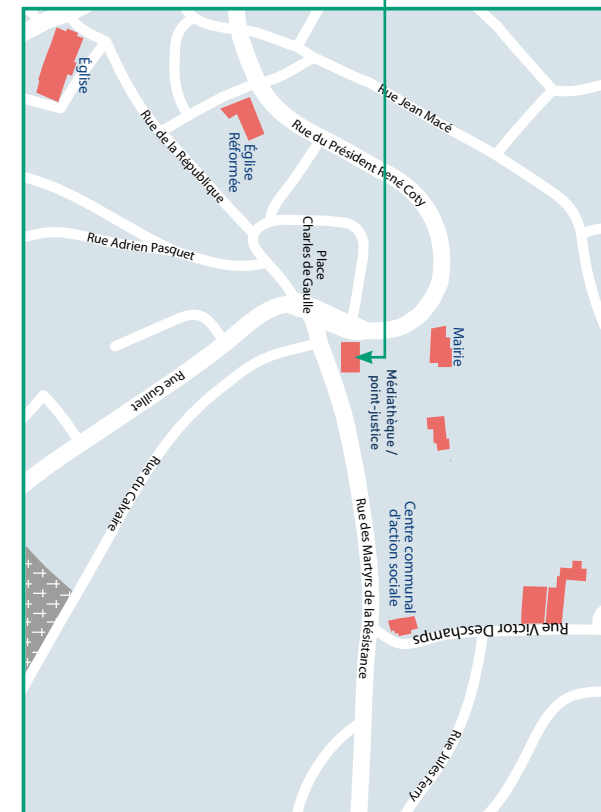 Église
Rue Jean Macé
Rue de la République
Église
Réformée
Rue du Président René Coty
Rue Adrien Pasquet
Place
Charles de Gaulle
Mairie
Médiathèque /
point-justice
Rue Guillet
Rue du Calvaire
Rue des Martyrs de la Résistance
Centre communal
d'action sociale
Rue Victor Deschamps
Rue Jules Ferry